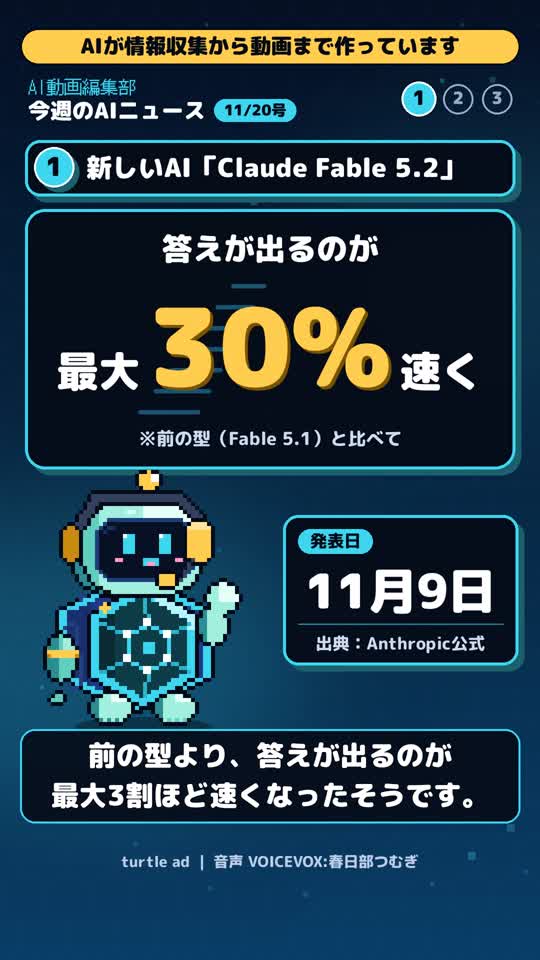 AIが情報収集から動画まで作っています
AI動画編集部
今週のAIニュース 11/20号
1 2 3
1 新しいAI「Claude Fable 5.2」
答えが出るのが
最大 30% 速く
※前の型（Fable 5.1）と比べて
発表日
11月9日
出典：Anthropic公式
前の型より、答えが出るのが
最大3割ほど速くなったそうです。
turtle ad | 音声 VOICEVOX:春日部つむぎ